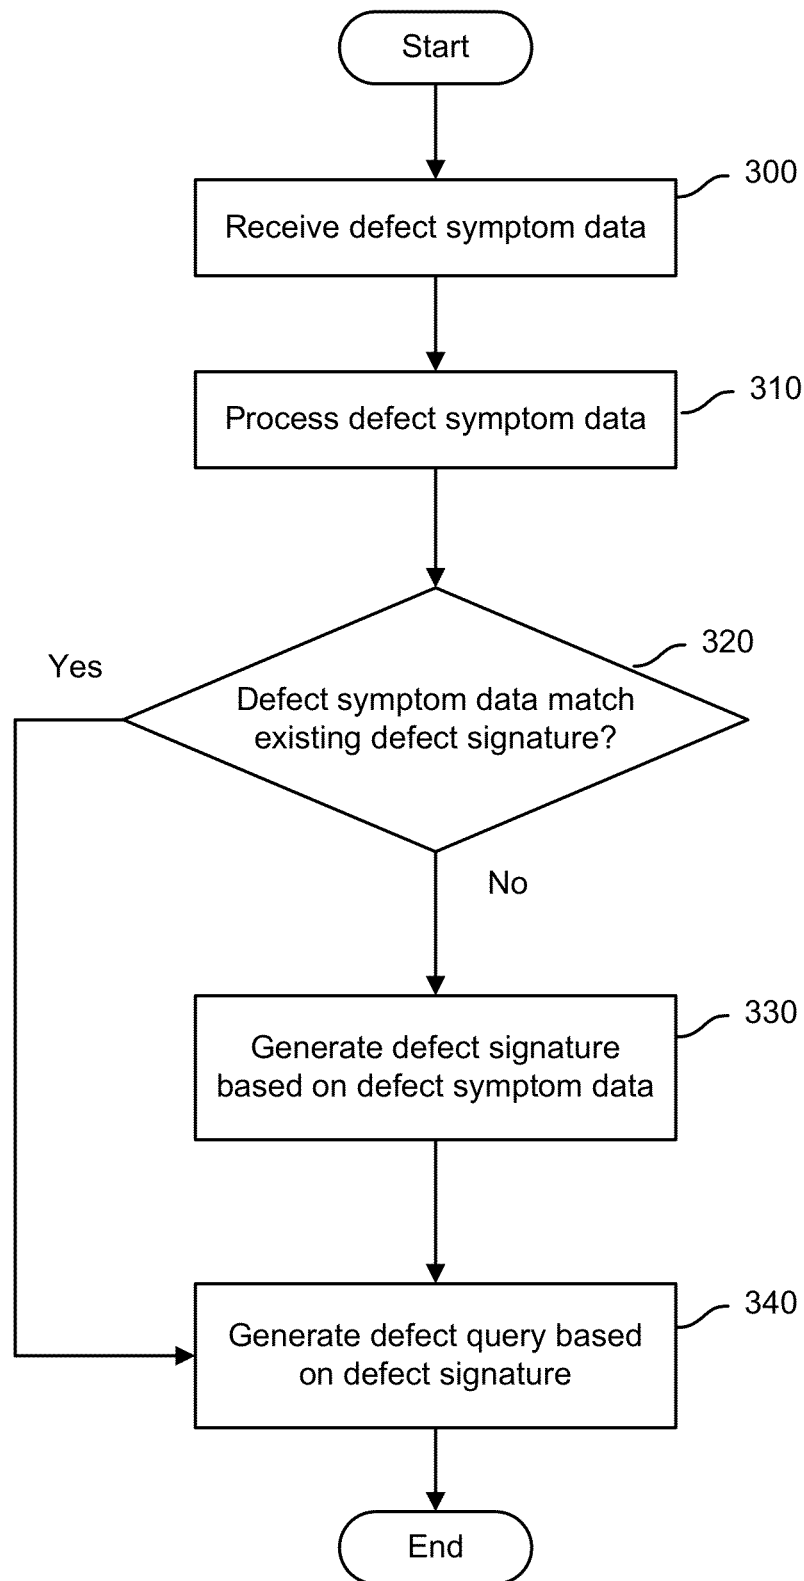 Start
300
Receive defect symptom data
310
Process defect symptom data
320
Yes
Defect symptom data match
existing defect signature?
No
330
Generate defect signature
based on defect symptom data
340
Generate defect query based
on defect signature
End